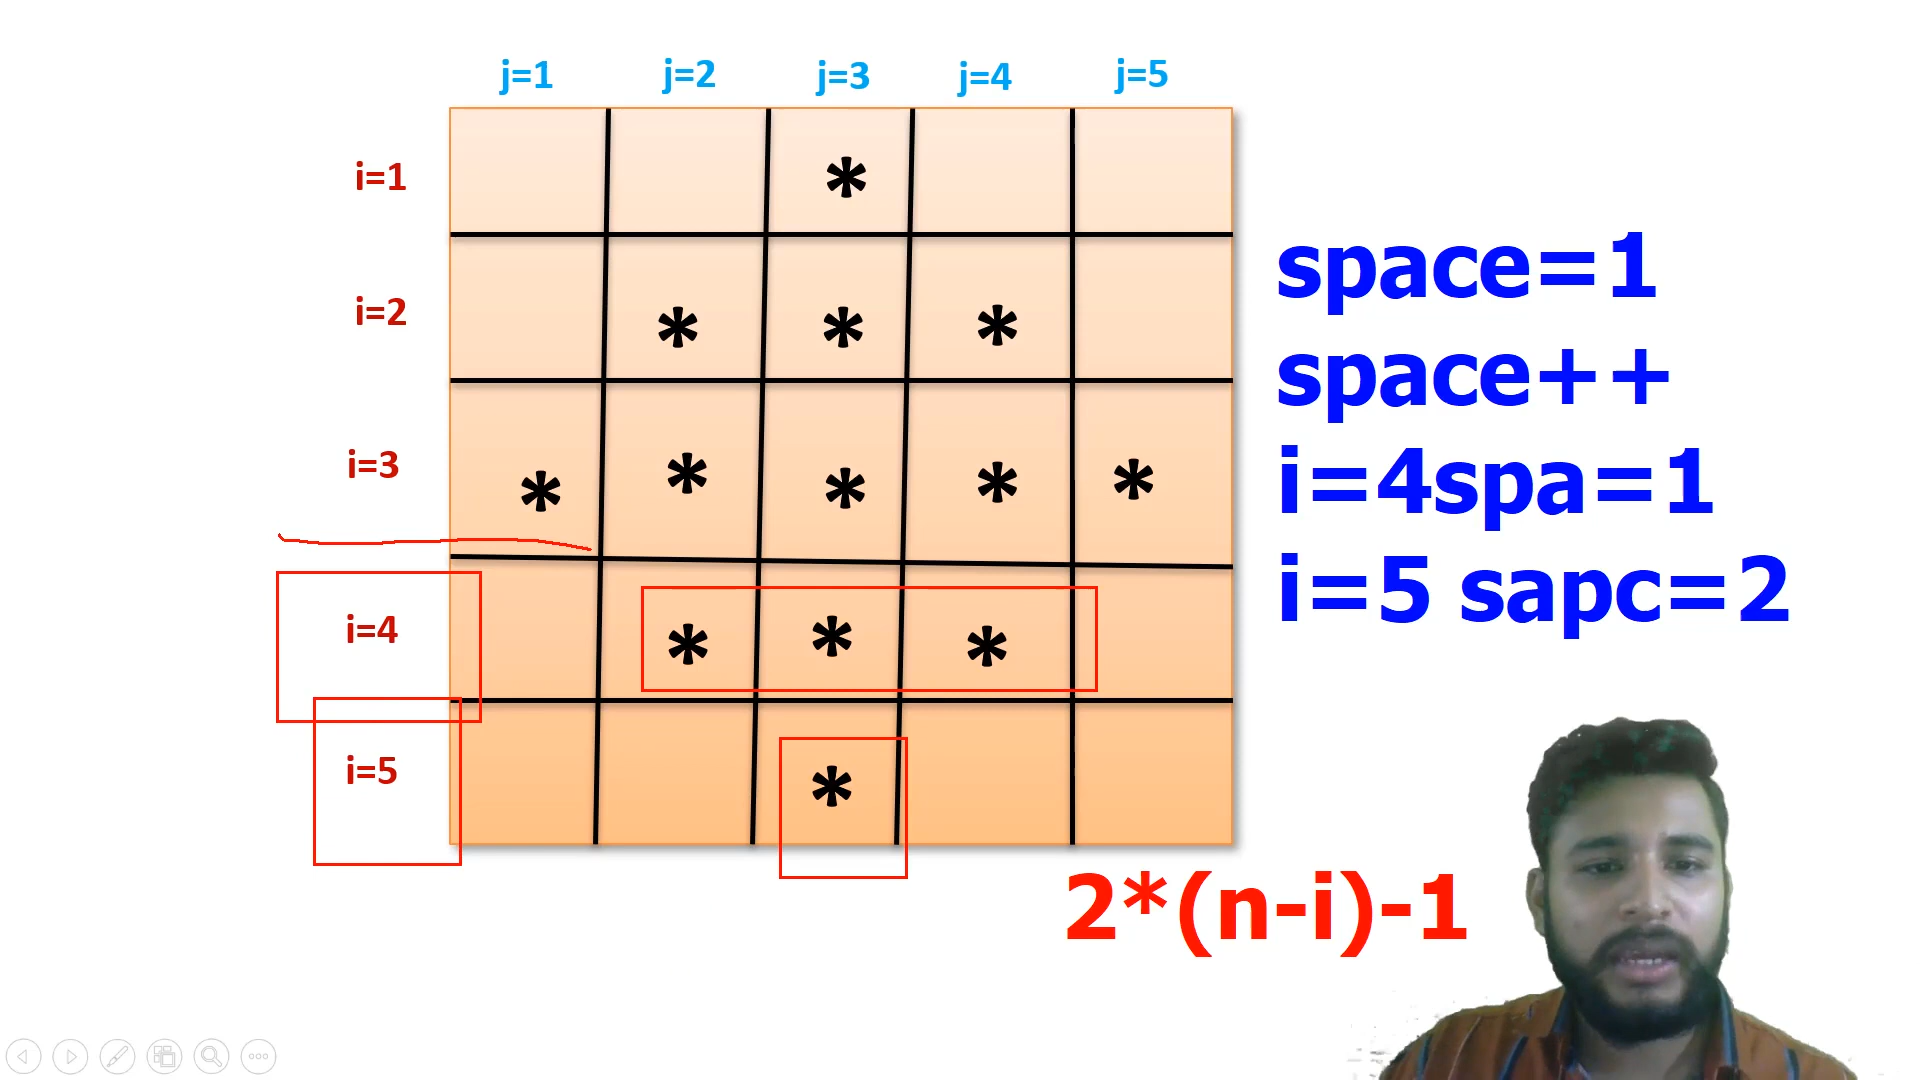 j=1 j=2 j=3 j=4 j=5
i=1 *
i=2 * * *
i=3 * * * * *
i=4 * * *
i=5 *
space=1
space++
i=4spa=1
i=5 sapc=2
2*(n-i)-1